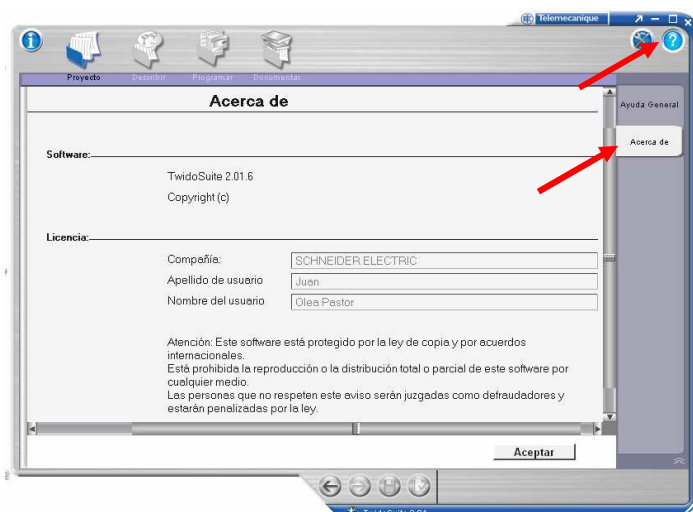 Telemecanique
Proyecto
Describir
Programar
Documentar
Acerca de
Ayuda General
Acerca de
Software:
TwidoSuite 2.01.6
Copyright (c)
Licencia:
Compañía:
SCHNEIDER ELECTRIC
Apellido de usuario
Juan
Nombre del usuario
Olea Pastor
Atención: Este software está protegido por la ley de copia y por acuerdos
internacionales.
Está prohibida la reproducción o la distribución total o parcial de este software por
cualquier medio.
Las personas que no respeten este aviso serán juzgadas como defraudadores y
estarán penalizadas por la ley.
Aceptar
TwidoSuite 2.01